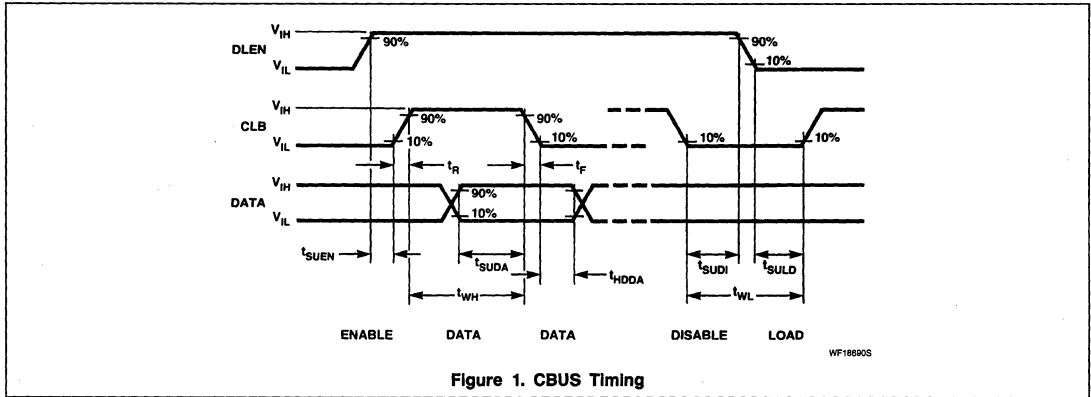 V_IH
DLEN
90%
90%
V_IL
10%
V_IH
CLB
90%
90%
V_IL
10%
10%
10%
10%
t_R
t_F
V_IH
DATA
90%
V_IL
10%
t_SUEN
t_SUDA
t_HDDA
t_SUDI
t_SULD
t_WH
t_WL
ENABLE DATA DATA DISABLE LOAD
WF18690S
Figure 1. CBUS Timing